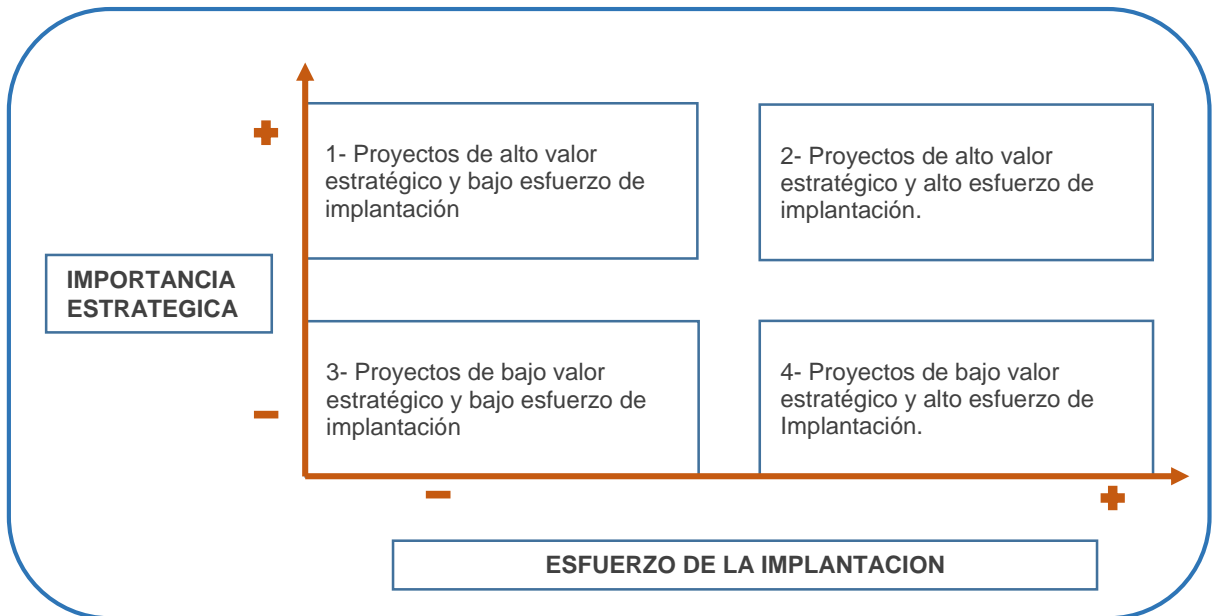 1- Proyectos de alto valor
estratégico y bajo esfuerzo de
implantación
2- Proyectos de alto valor
estratégico y alto esfuerzo de
implantación.
IMPORTANCIA
ESTRATEGICA
3- Proyectos de bajo valor
estratégico y bajo esfuerzo de
implantación
4- Proyectos de bajo valor
estratégico y alto esfuerzo de
Implantación.
ESFUERZO DE LA IMPLANTACION